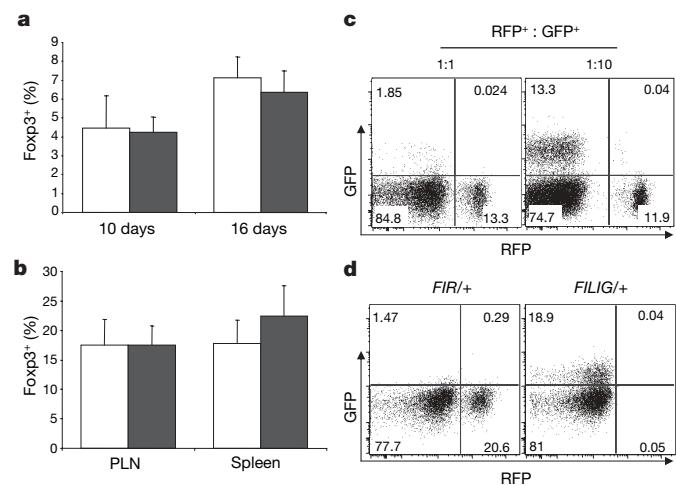 a
Foxp3+ (%)
9
8
7
6
5
4
3
2
1
0
10 days
16 days
b
Foxp3+ (%)
30
25
20
15
10
5
0
PLN
Spleen
c
RFP+ : GFP+
1:1
1:10
1.85
0.024
13.3
0.04
GFP
84.8
13.3
74.7
11.9
RFP
d
FIR/+
FILIG/+
1.47
0.29
18.9
0.04
GFP
77.7
20.6
81
0.05
RFP